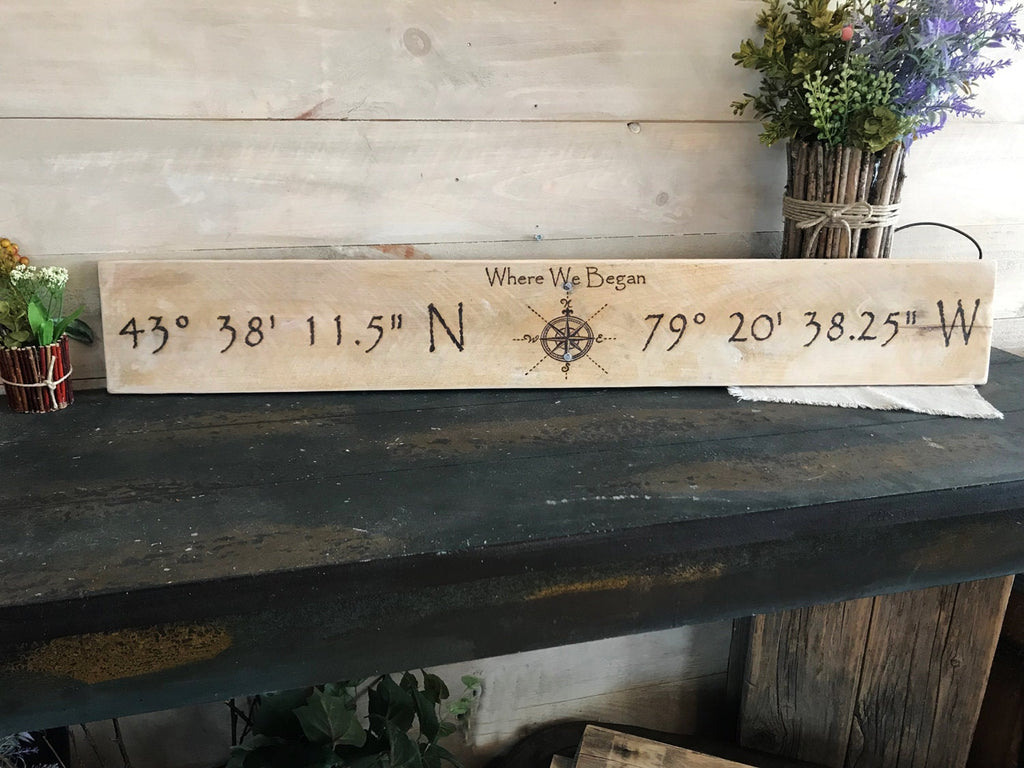 Where We Began
43° 38' 11.5" N
79° 20' 38.25" W
N
W E
S